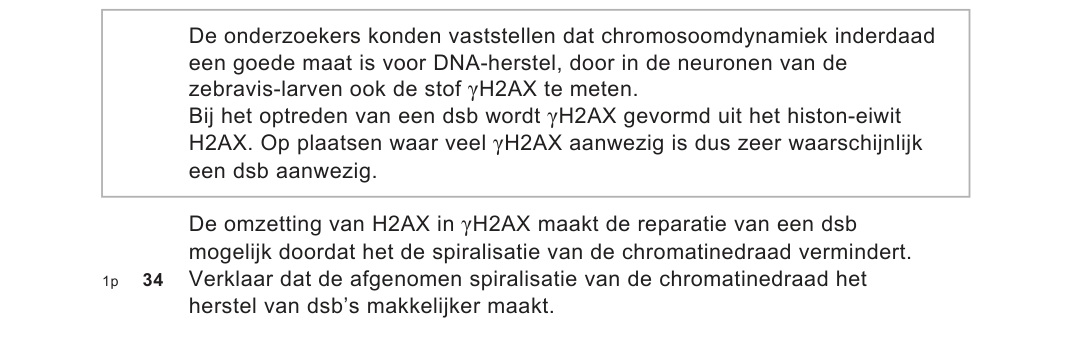 De onderzoekers konden vaststellen dat chromosoomdynamiek inderdaad
een goede maat is voor DNA-herstel, door in de neuronen van de
zebravis-larven ook de stof γH2AX te meten.
Bij het optreden van een dsb wordt γH2AX gevormd uit het histon-eiwit
H2AX. Op plaatsen waar veel γH2AX aanwezig is dus zeer waarschijnlijk
een dsb aanwezig.
De omzetting van H2AX in γH2AX maakt de reparatie van een dsb
mogelijk doordat het de spiralisatie van de chromatinedraad vermindert.
1p 34 Verklaar dat de afgenomen spiralisatie van de chromatinedraad het
herstel van dsb's makkelijker maakt.